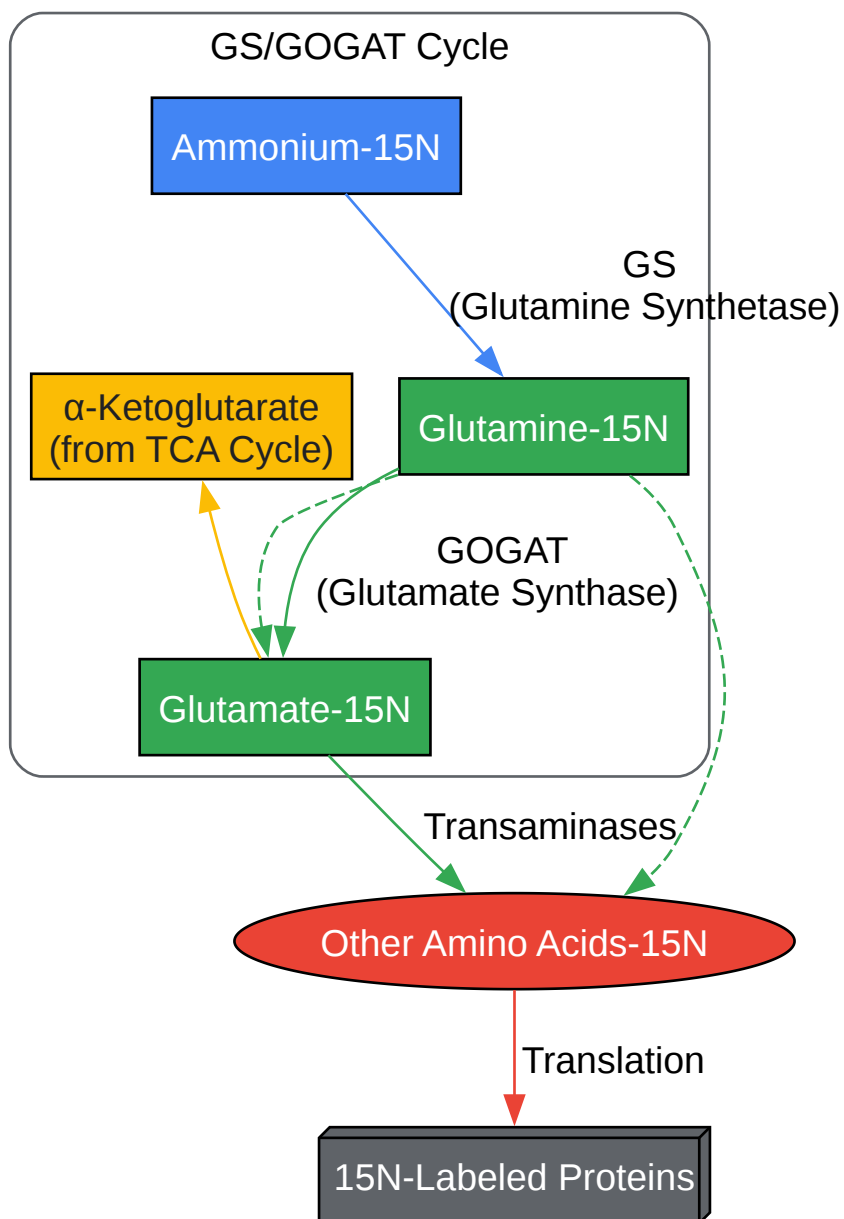 GS/GOGAT Cycle
Ammonium-15N
GS
(Glutamine Synthetase)
α-Ketoglutarate
(from TCA Cycle)
Glutamine-15N
GOGAT
(Glutamate Synthase)
Glutamate-15N
Transaminases
Other Amino Acids-15N
Translation
15N-Labeled Proteins